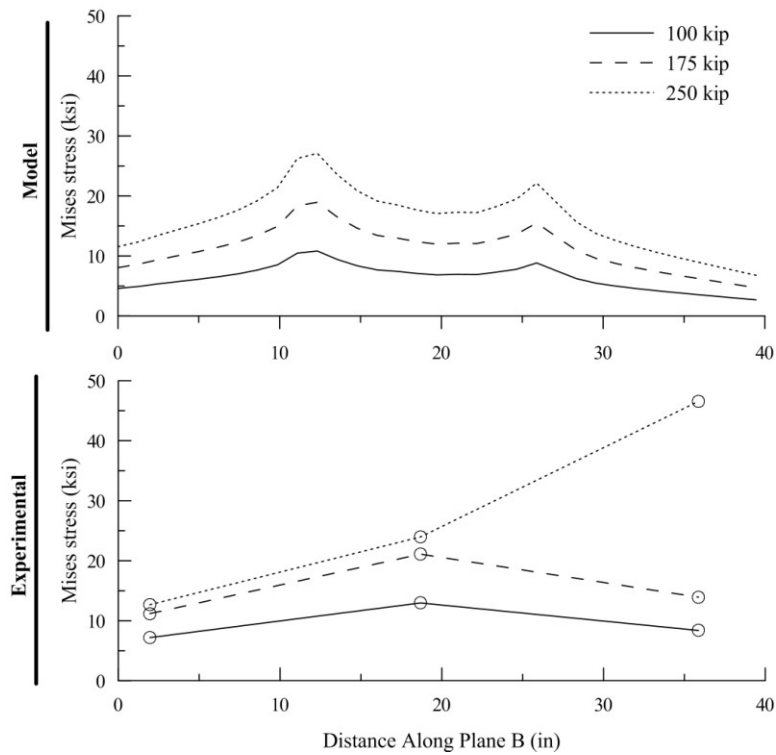 50
40
30
20
10
0
Mises stress (ksi)
Model
100 kip
175 kip
250 kip
0 10 20 30 40
50
40
30
20
10
0
Mises stress (ksi)
Experimental
0 10 20 30 40
Distance Along Plane B (in)